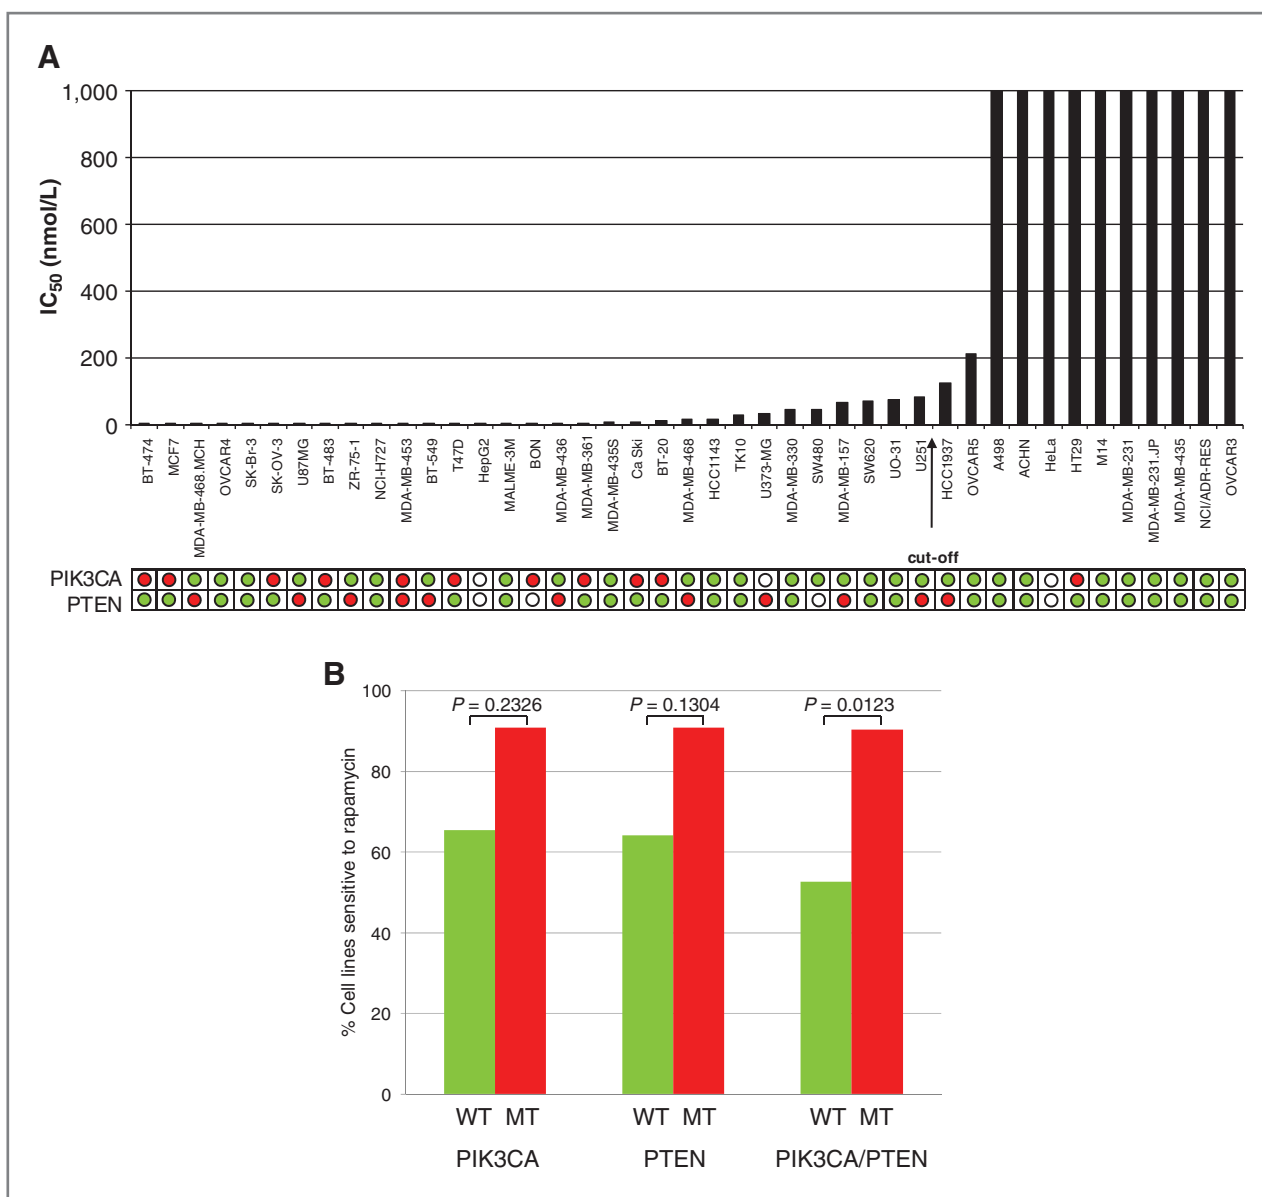 A
1,000
800
600
400
200
0
IC50 (nmol/L)
BT-474
MCF7
MDA-MB-468.MCH
OVCAR4
SK-Br-3
SK-OV-3
U87MG
BT-483
ZR-75-1
NCI-H727
MDA-MB-453
BT-549
T47D
HepG2
MALME-3M
BON
MDA-MB-436
MDA-MB-361
MDA-MB-435S
Ca Ski
BT-20
MDA-MB-468
HCC1143
TK10
U373-MG
MDA-MB-330
SW480
MDA-MB-157
SW620
UO-31
U251
HCC1937
OVCAR5
A498
ACHN
HeLa
HT29
M14
MDA-MB-231
MDA-MB-231.JP
MDA-MB-435
NCI/ADR-RES
OVCAR3
cut-off
PIK3CA
PTEN
B
100
80
60
40
20
0
% Cell lines sensitive to rapamycin
P = 0.2326 P = 0.1304 P = 0.0123
WT MT WT MT WT MT
PIK3CA PTEN PIK3CA/PTEN